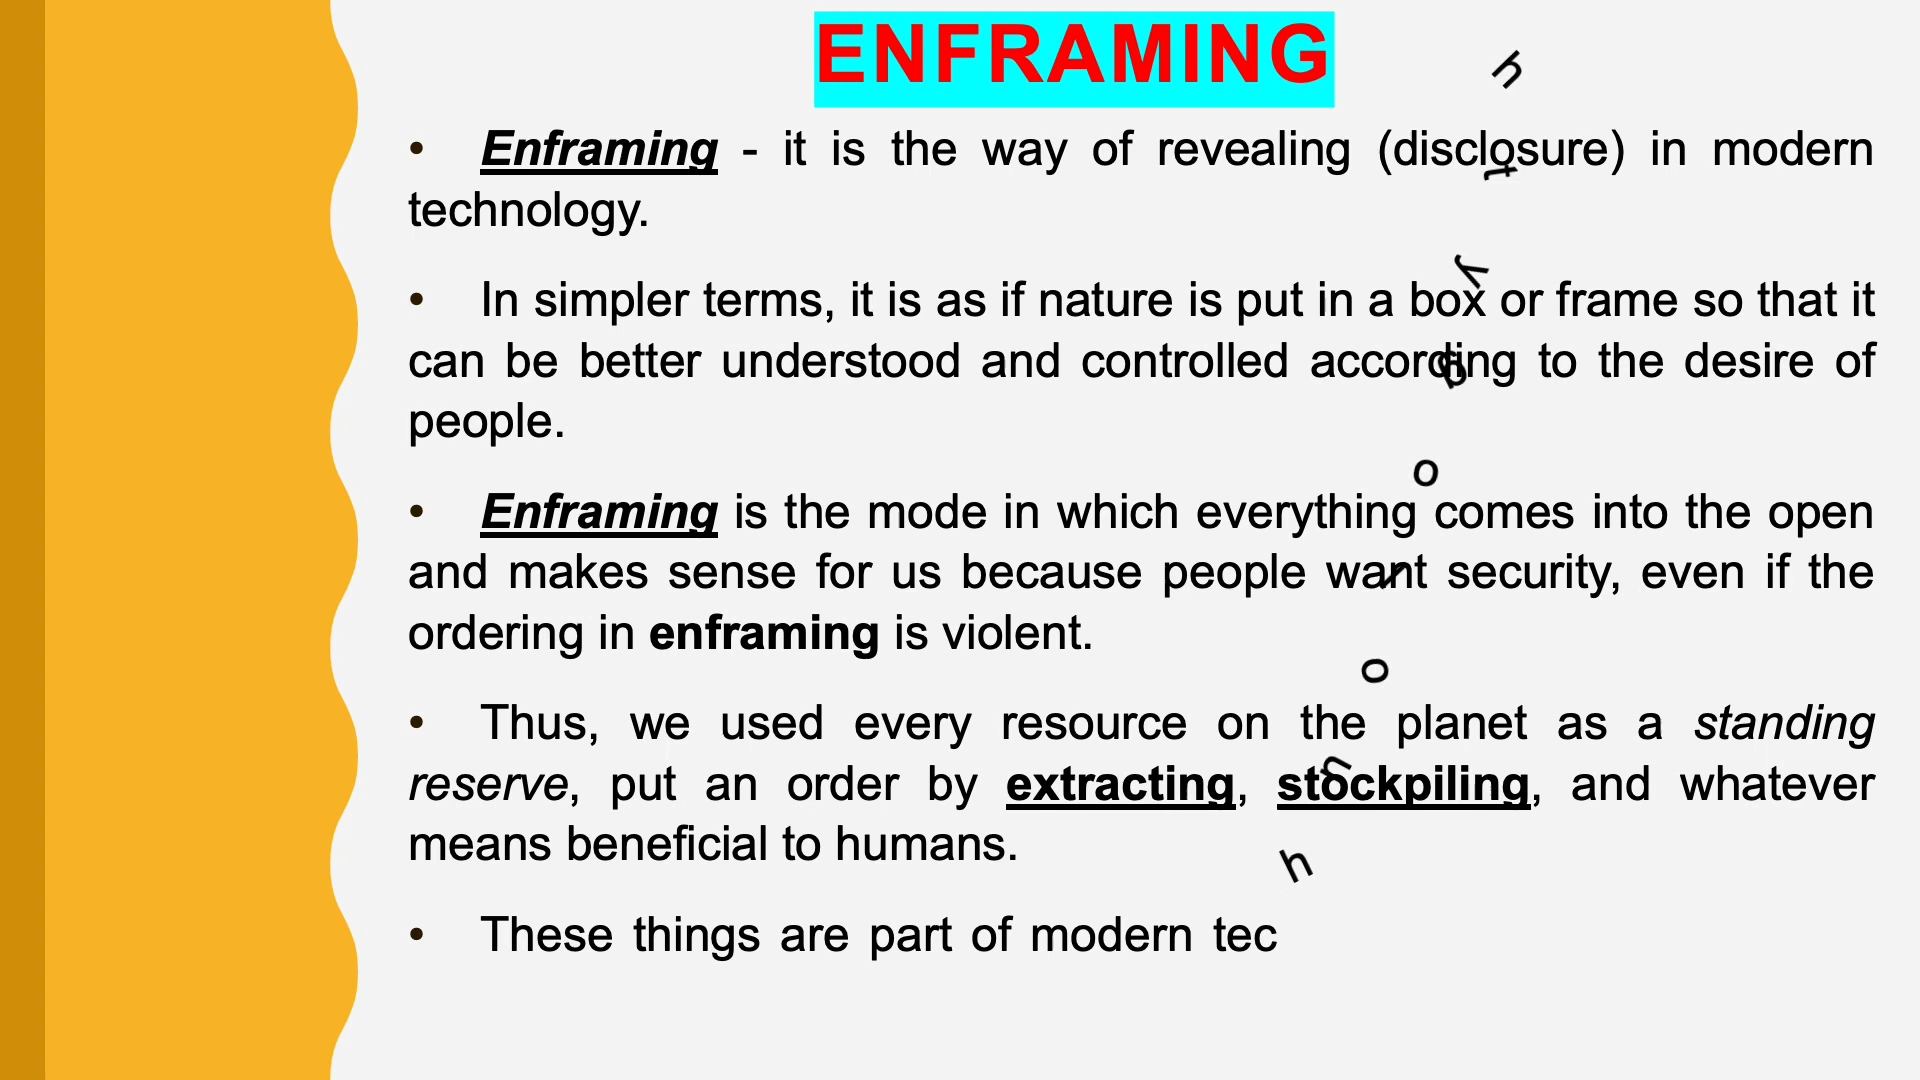 ENFRAMING
• Enframing - it is the way of revealing (disclosure) in modern
technology.
• In simpler terms, it is as if nature is put in a box or frame so that it
can be better understood and controlled according to the desire of
people.
• Enframing is the mode in which everything comes into the open
and makes sense for us because people want security, even if the
ordering in enframing is violent.
• Thus, we used every resource on the planet as a standing
reserve, put an order by extracting, stockpiling, and whatever
means beneficial to humans.
• These things are part of modern tec
h
n
o
l
o
g
y
t
h